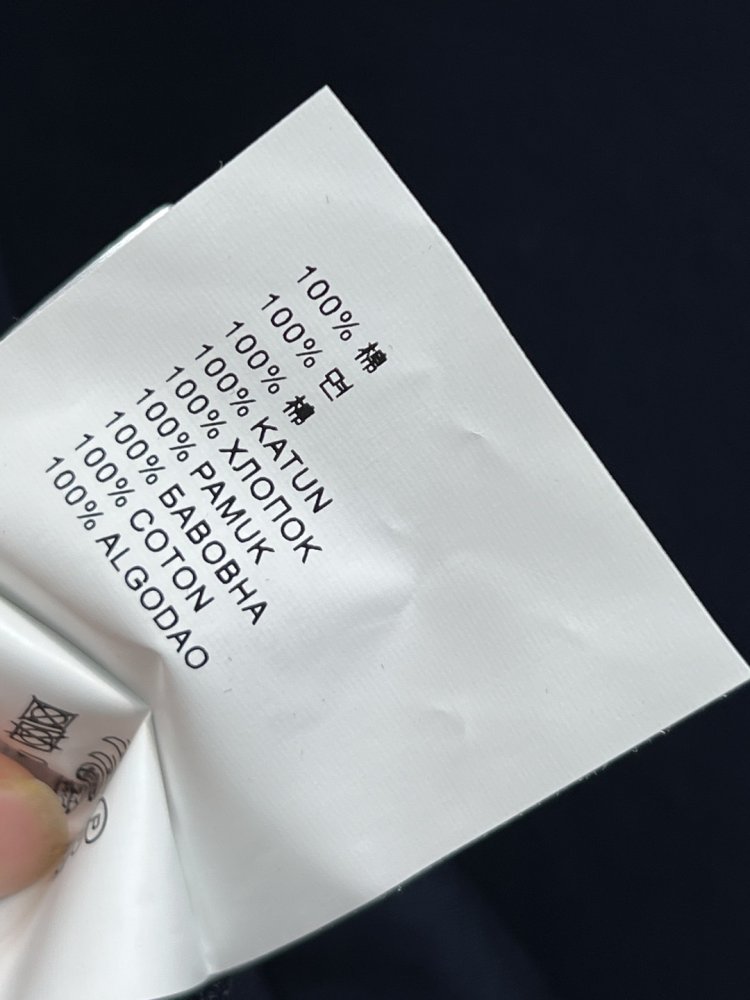 100% 棉
100% 면
100% 棉
100% KATUN
100% ХЛОПОК
100% PAMUK
100% БАВОВНА
100% COTON
100% ALGODAO
P